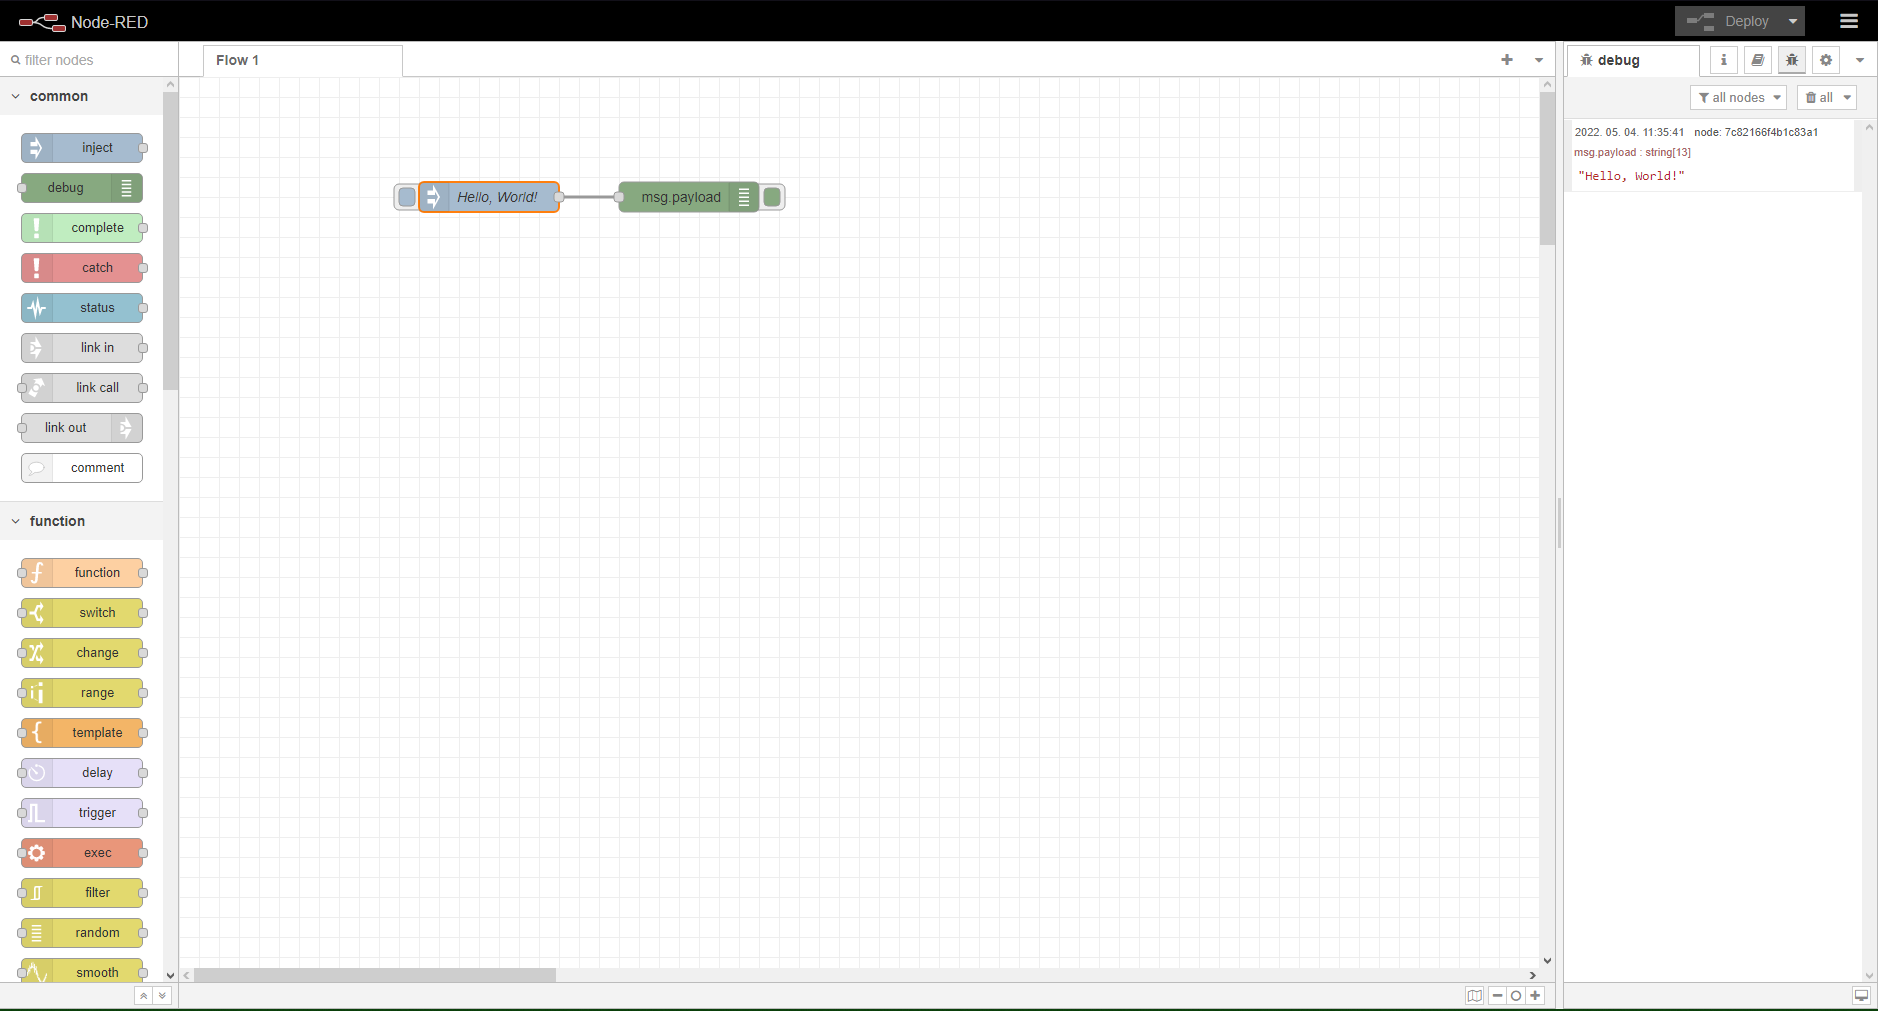 Node-RED
Deploy
filter nodes
Flow 1
debug
all nodes
all
common
inject
debug
complete
catch
status
link in
link call
link out
comment
function
function
switch
change
range
template
delay
trigger
exec
filter
random
smooth
Hello, World!
msg.payload
2022. 05. 04. 11:35:41 node: 7c82166f4b1c83a1
msg.payload : string[13]
"Hello, World!"